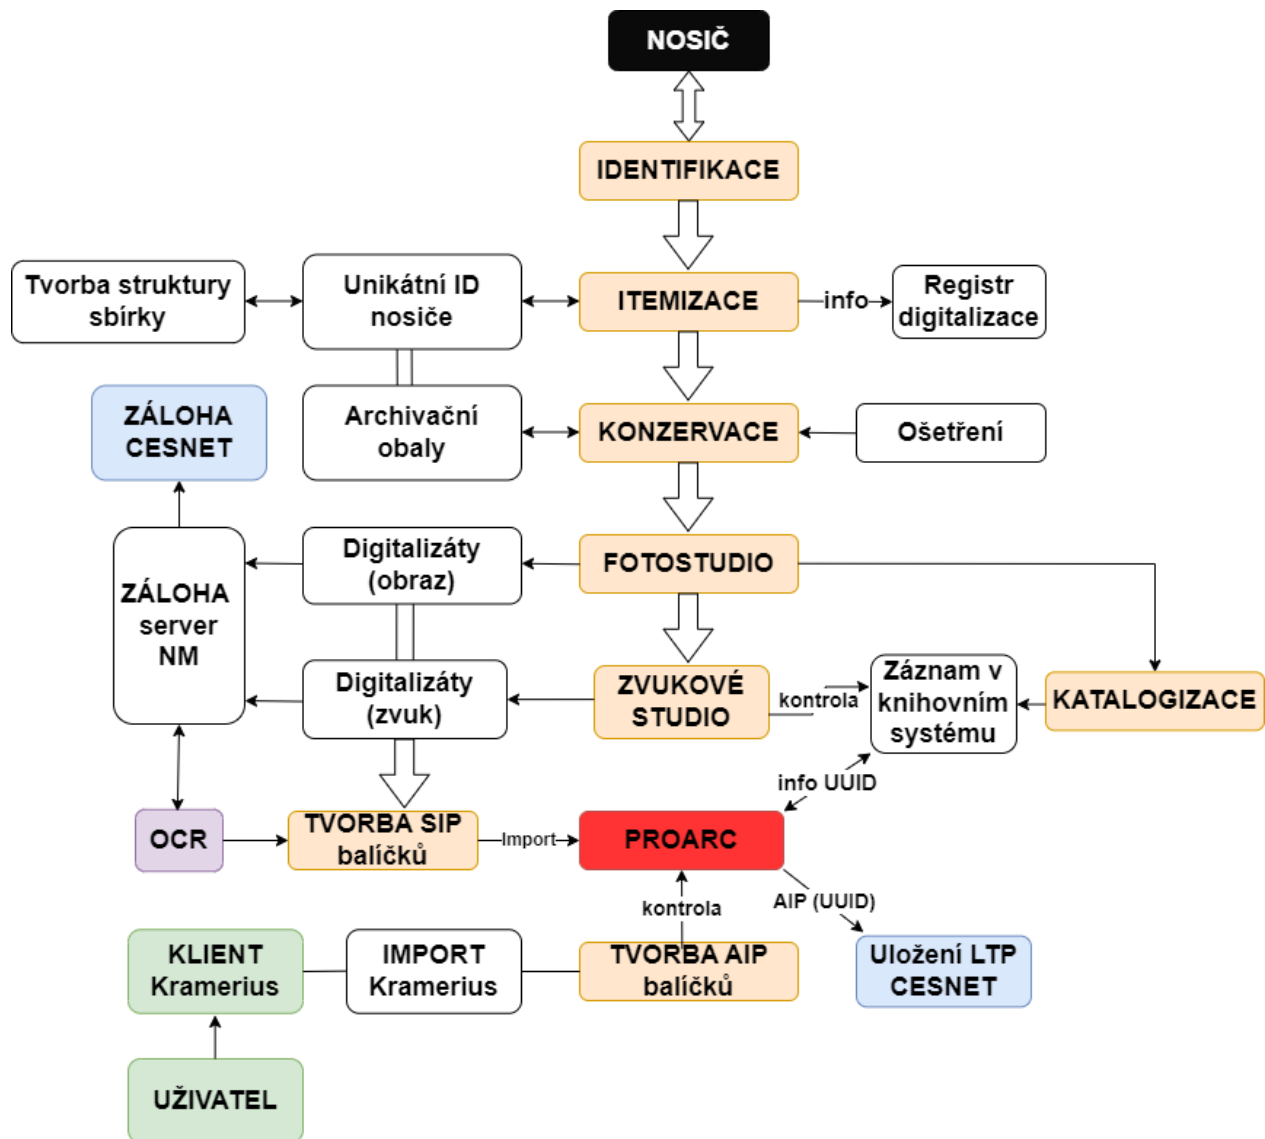 NOSIČ
IDENTIFIKACE
Tvorba struktury
sbírky
Unikátní ID
nosiče
ITEMIZACE
info
Registr
digitalizace
ZÁLOHA
CESNET
Archivační
obaly
KONZERVACE
Ošetření
ZÁLOHA
server
NM
Digitalizáty
(obraz)
FOTOSTUDIO
Digitalizáty
(zvuk)
ZVUKOVÉ
STUDIO
kontrola
Záznam v
knihovním
systému
KATALOGIZACE
info UUID
OCR
TVORBA SIP
balíčků
Import
PROARC
kontrola
AIP (UUID)
KLIENT
Kramerius
IMPORT
Kramerius
TVORBA AIP
balíčků
Uložení LTP
CESNET
UŽIVATEL